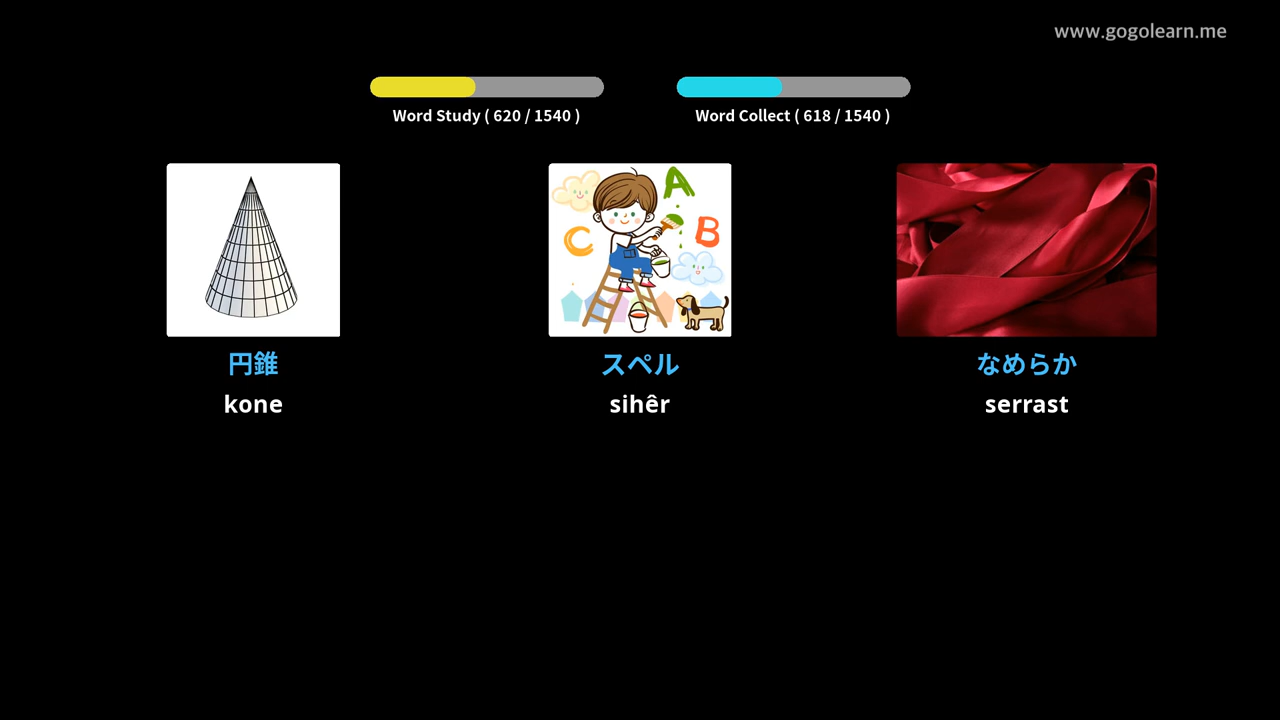 www.gogolearn.me
Word Study ( 620 / 1540 )
Word Collect ( 618 / 1540 )
A
B
C
円錐
スペル
なめらか
kone
sihêr
serrast